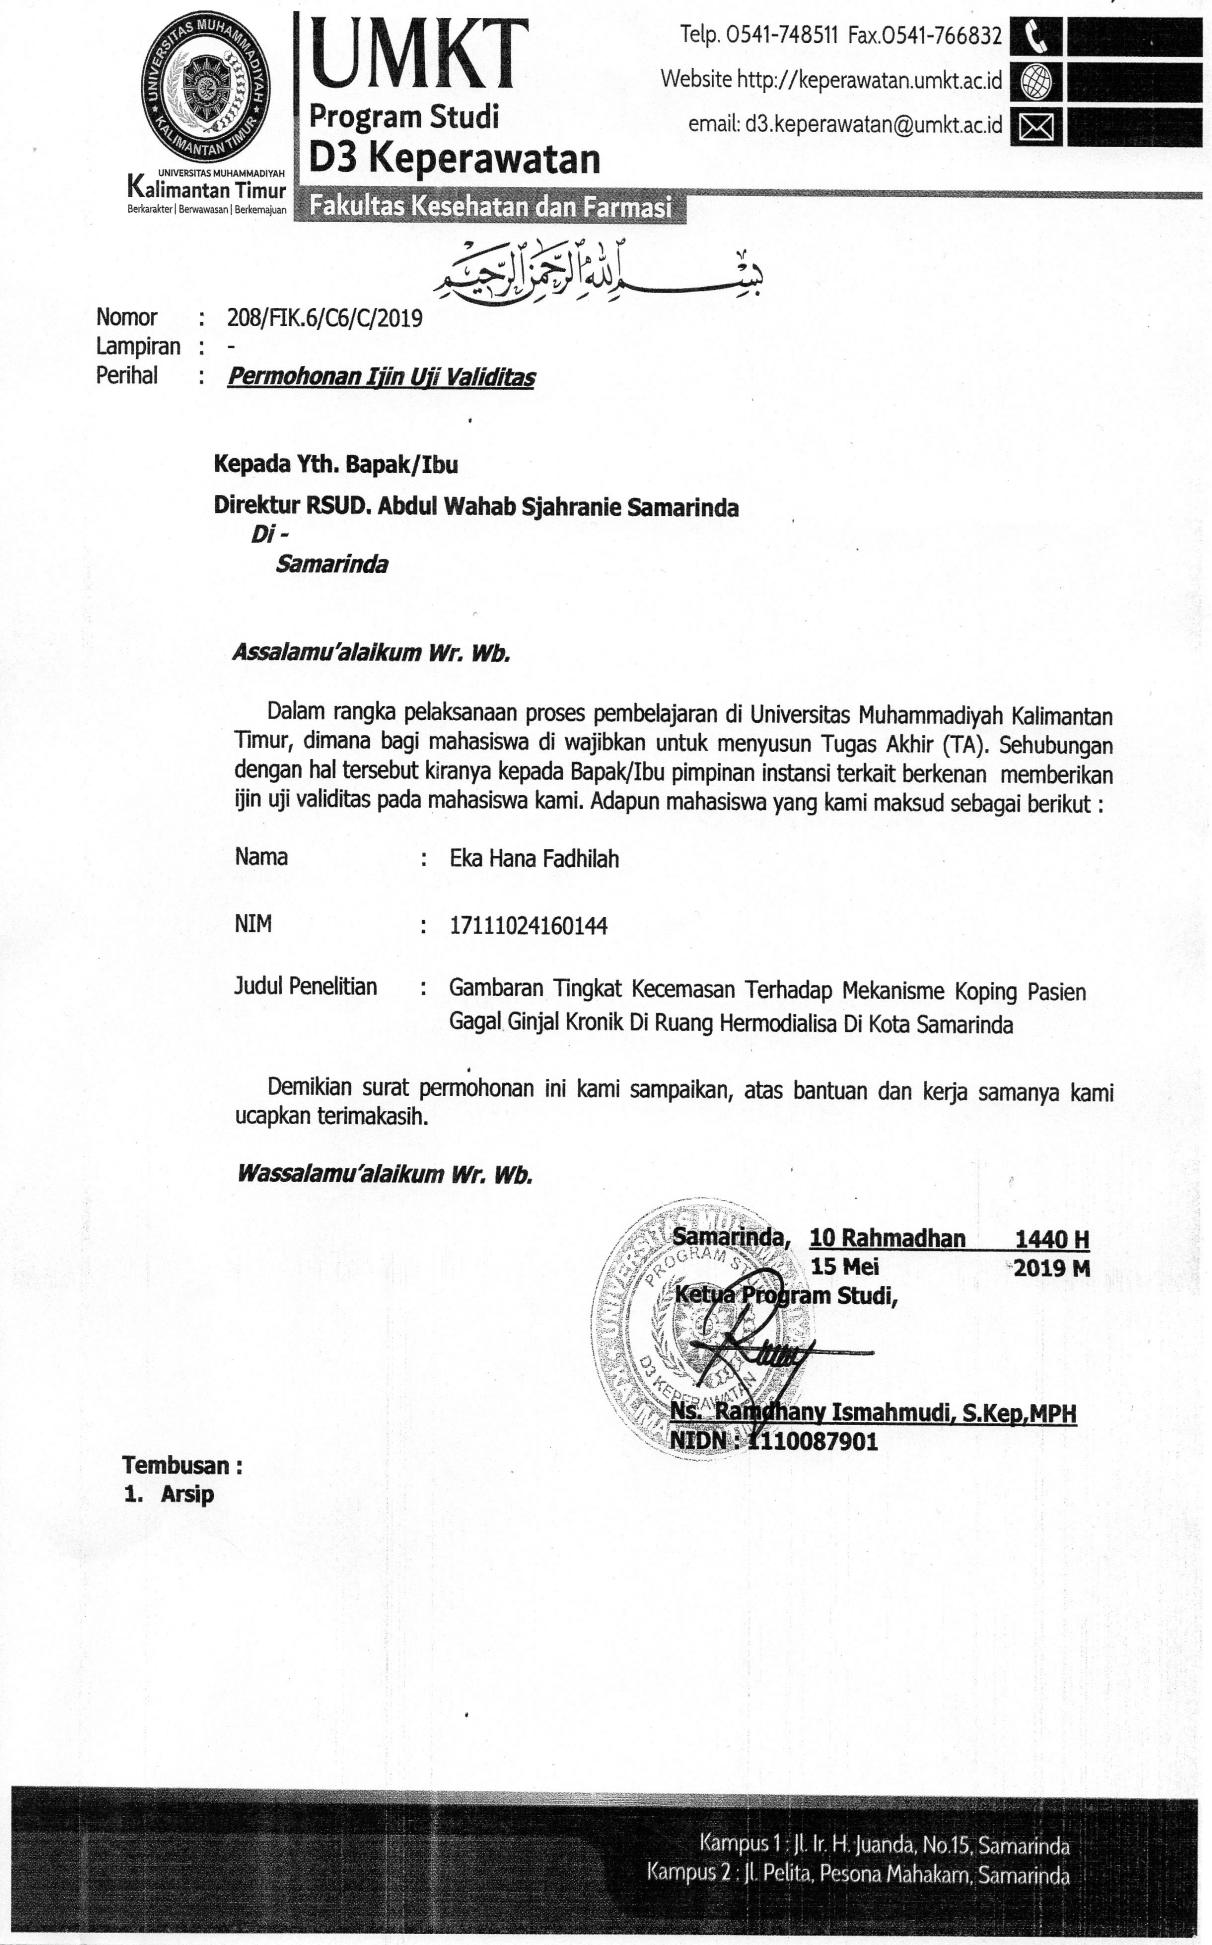 UNIVERSITAS MUHAMMADIYAH
KALIMANTAN TIMUR
UNIVERSITAS MUHAMMADIYAH
Kalimantan Timur
Berkarakter | Berwawasan | Berkemajuan
UMKT
Program Studi
D3 Keperawatan
Fakultas Kesehatan dan Farmasi
Telp. 0541-748511 Fax.0541-766832
Website http://keperawatan.umkt.ac.id
email: d3.keperawatan@umkt.ac.id
بِسْمِ اللهِ الرَّحْمَنِ الرَّحِيمِ
Nomor : 208/FIK.6/C6/C/2019
Lampiran : -
Perihal : Permohonan Ijin Uji Validitas
Kepada Yth. Bapak/Ibu
Direktur RSUD. Abdul Wahab Sjahranie Samarinda
Di -
Samarinda
Assalamu'alaikum Wr. Wb.
Dalam rangka pelaksanaan proses pembelajaran di Universitas Muhammadiyah Kalimantan
Timur, dimana bagi mahasiswa di wajibkan untuk menyusun Tugas Akhir (TA). Sehubungan
dengan hal tersebut kiranya kepada Bapak/Ibu pimpinan instansi terkait berkenan memberikan
ijin uji validitas pada mahasiswa kami. Adapun mahasiswa yang kami maksud sebagai berikut :
Nama : Eka Hana Fadhilah
NIM : 17111024160144
Judul Penelitian : Gambaran Tingkat Kecemasan Terhadap Mekanisme Koping Pasien
Gagal Ginjal Kronik Di Ruang Hermodialisa Di Kota Samarinda
Demikian surat permohonan ini kami sampaikan, atas bantuan dan kerja samanya kami
ucapkan terimakasih.
Wassalamu'alaikum Wr. Wb.
Samarinda, 10 Rahmadhan 1440 H
15 Mei 2019 M
Ketua Program Studi,
PROGRAM STUDI
D3 KEPERAWATAN
Ns. Ramdhany Ismahmudi, S.Kep,MPH
NIDN : 1110087901
Tembusan :
1. Arsip
Kampus 1 : Jl. Ir. H. Juanda, No.15, Samarinda
Kampus 2 : Jl. Pelita, Pesona Mahakam, Samarinda